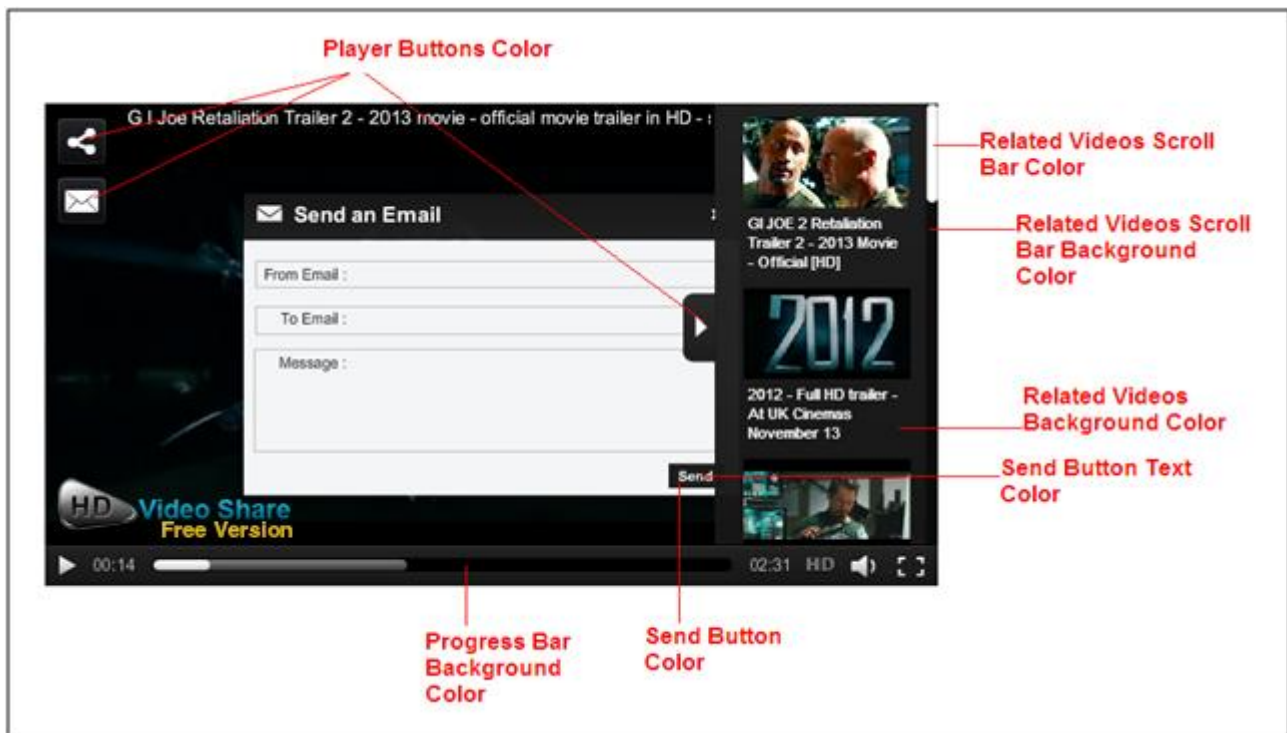 Player Buttons Color
G I Joe Retaliation Trailer 2 - 2013 movie - official movie trailer in HD -
Send an Email
From Email :
To Email :
Message :
Send
GI JOE 2 Retaliation
Trailer 2 - 2013 Movie
- Official [HD]
2012
2012 - Full HD trailer -
At UK Cinemas
November 13
Related Videos Scroll
Bar Color
Related Videos Scroll
Bar Background
Color
Related Videos
Background Color
Send Button Text
Color
HD Video Share
Free Version
00:14
02:31 HD
Progress Bar
Background
Color
Send Button
Color